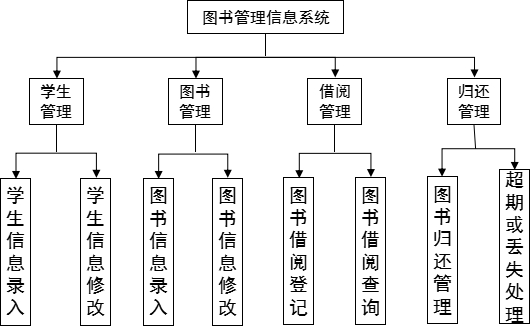 图书管理信息系统
学生
管理
图书
管理
借阅
管理
归还
管理
学生信息录入
学生信息修改
图书信息录入
图书信息修改
图书借阅登记
图书借阅查询
图书归还管理
超期或丢失处理